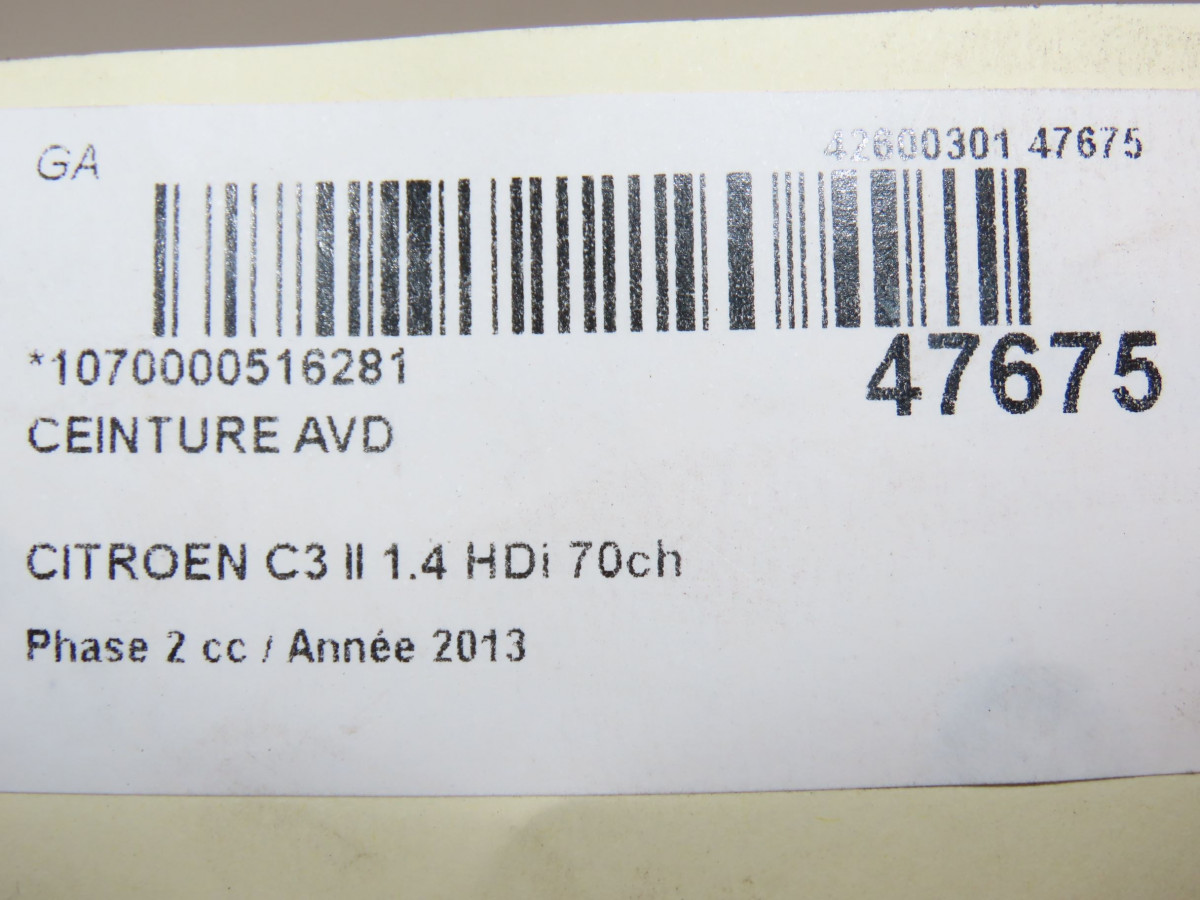 GA
42600301 47675
*1070000516281
47675
CEINTURE AVD
CITROEN C3 II 1.4 HDi 70ch
Phase 2 cc / Année 2013